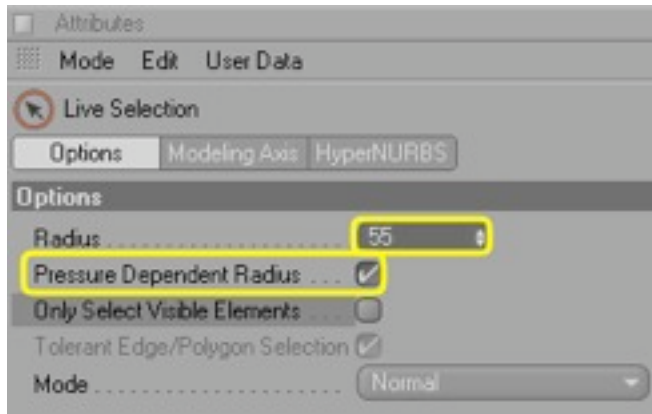 Attributes
Mode Edit User Data
Live Selection
Options Modeling Axis HyperNURBS
Options
Radius 55
Pressure Dependent Radius
Only Select Visible Elements
Tolerant Edge/Polygon Selection
Mode Normal